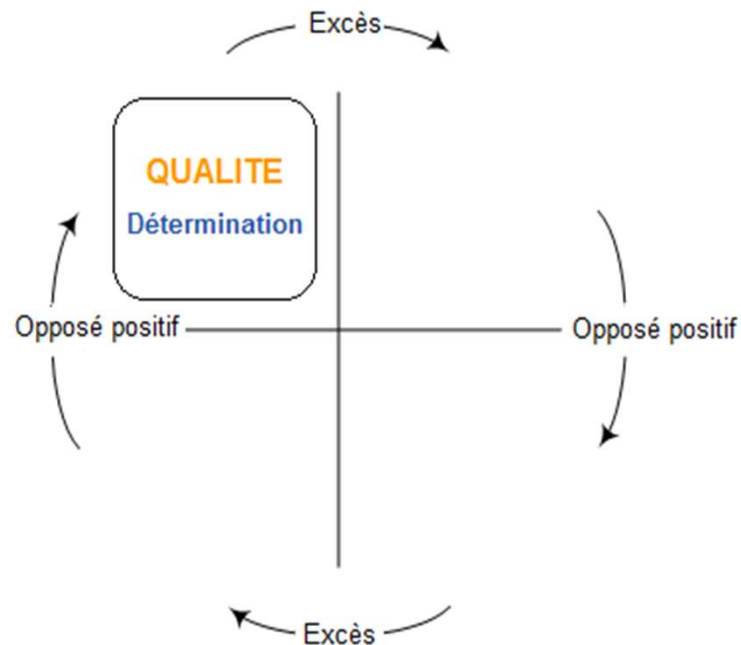 Excès
QUALITE
Détermination
Opposé positif
Opposé positif
Excès